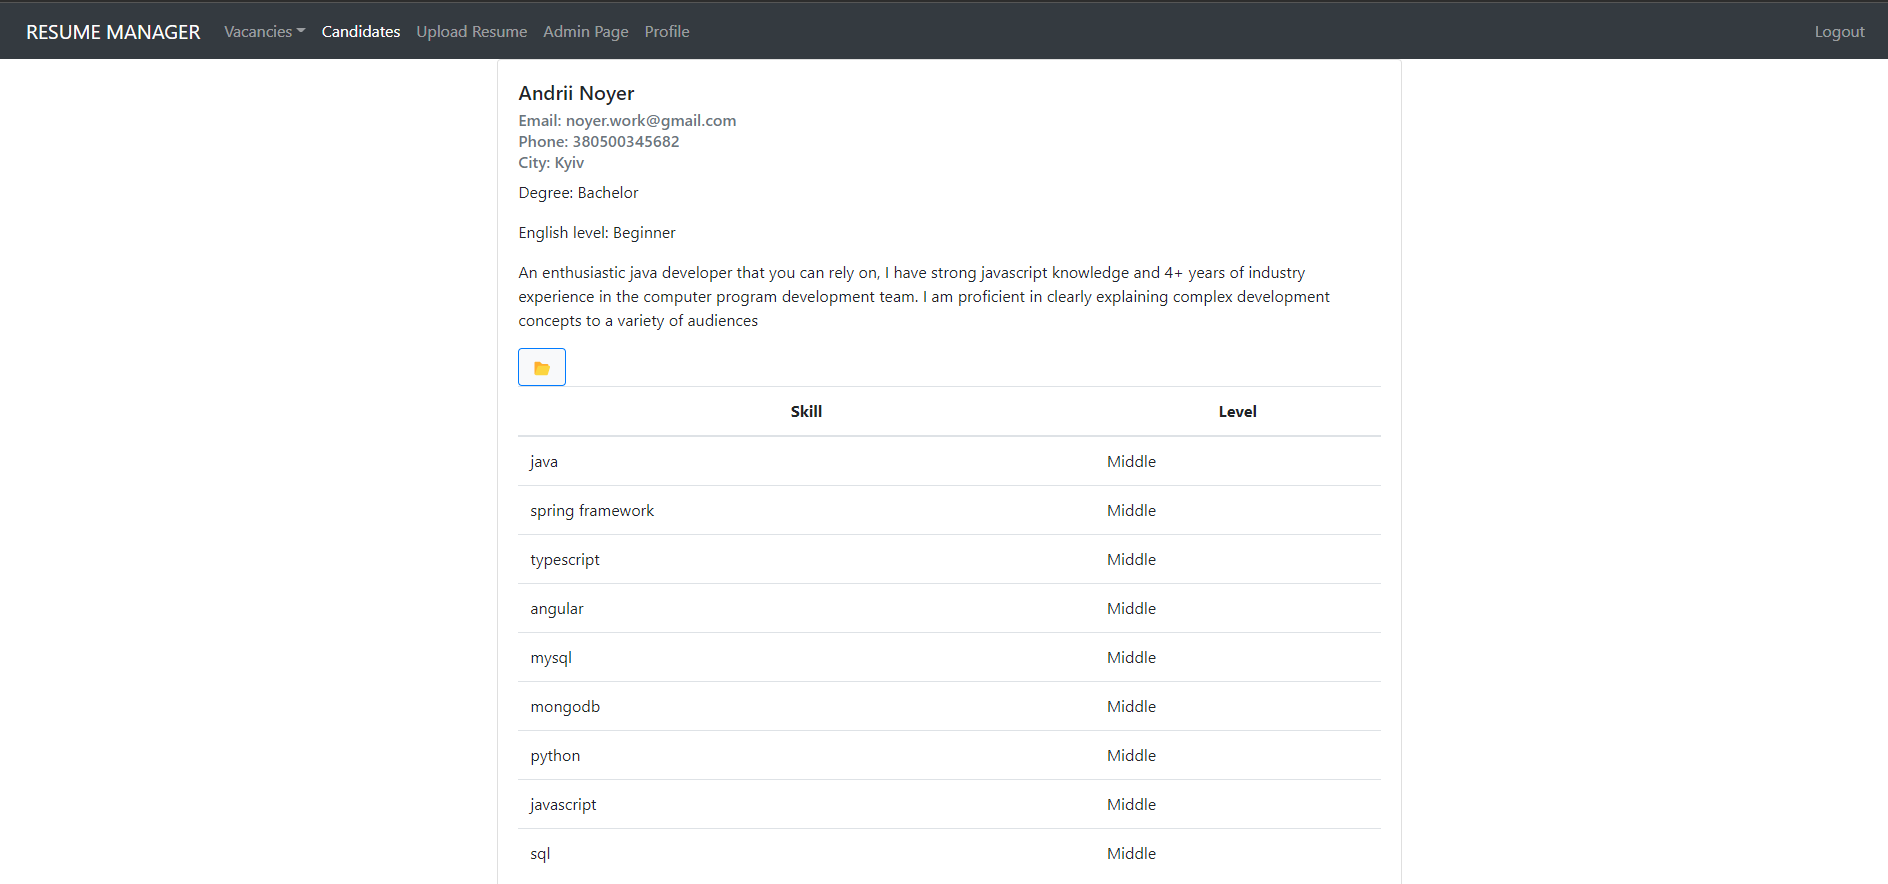 RESUME MANAGER Vacancies Candidates Upload Resume Admin Page Profile Logout
Andrii Noyer
Email: noyer.work@gmail.com
Phone: 380500345682
City: Kyiv
Degree: Bachelor
English level: Beginner
An enthusiastic java developer that you can rely on, I have strong javascript knowledge and 4+ years of industry
experience in the computer program development team. I am proficient in clearly explaining complex development
concepts to a variety of audiences
Skill Level
java Middle
spring framework Middle
typescript Middle
angular Middle
mysql Middle
mongodb Middle
python Middle
javascript Middle
sql Middle